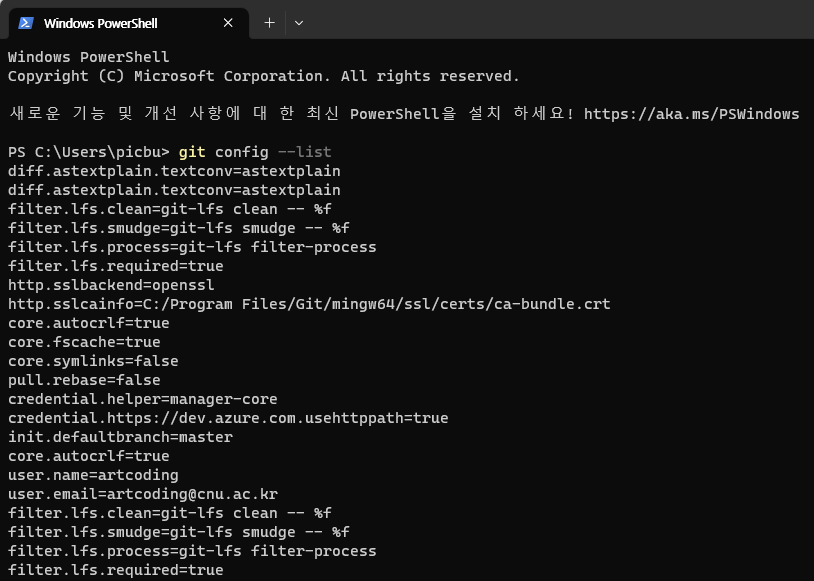 Windows PowerShell
Windows PowerShell
Copyright (C) Microsoft Corporation. All rights reserved.
새로운 기능 및 개선 사항에 대 한 최신 PowerShell을 설치 하세요! https://aka.ms/PSWindows
PS C:\Users\picbu> git config --list
diff.astextplain.textconv=astextplain
diff.astextplain.textconv=astextplain
filter.lfs.clean=git-lfs clean -- %f
filter.lfs.smudge=git-lfs smudge -- %f
filter.lfs.process=git-lfs filter-process
filter.lfs.required=true
http.sslbackend=openssl
http.sslcainfo=C:/Program Files/Git/mingw64/ssl/certs/ca-bundle.crt
core.autocrlf=true
core.fscache=true
core.symlinks=false
pull.rebase=false
credential.helper=manager-core
credential.https://dev.azure.com.usehttppath=true
init.defaultbranch=master
core.autocrlf=true
user.name=artcoding
user.email=artcoding@cnu.ac.kr
filter.lfs.clean=git-lfs clean -- %f
filter.lfs.smudge=git-lfs smudge -- %f
filter.lfs.process=git-lfs filter-process
filter.lfs.required=true